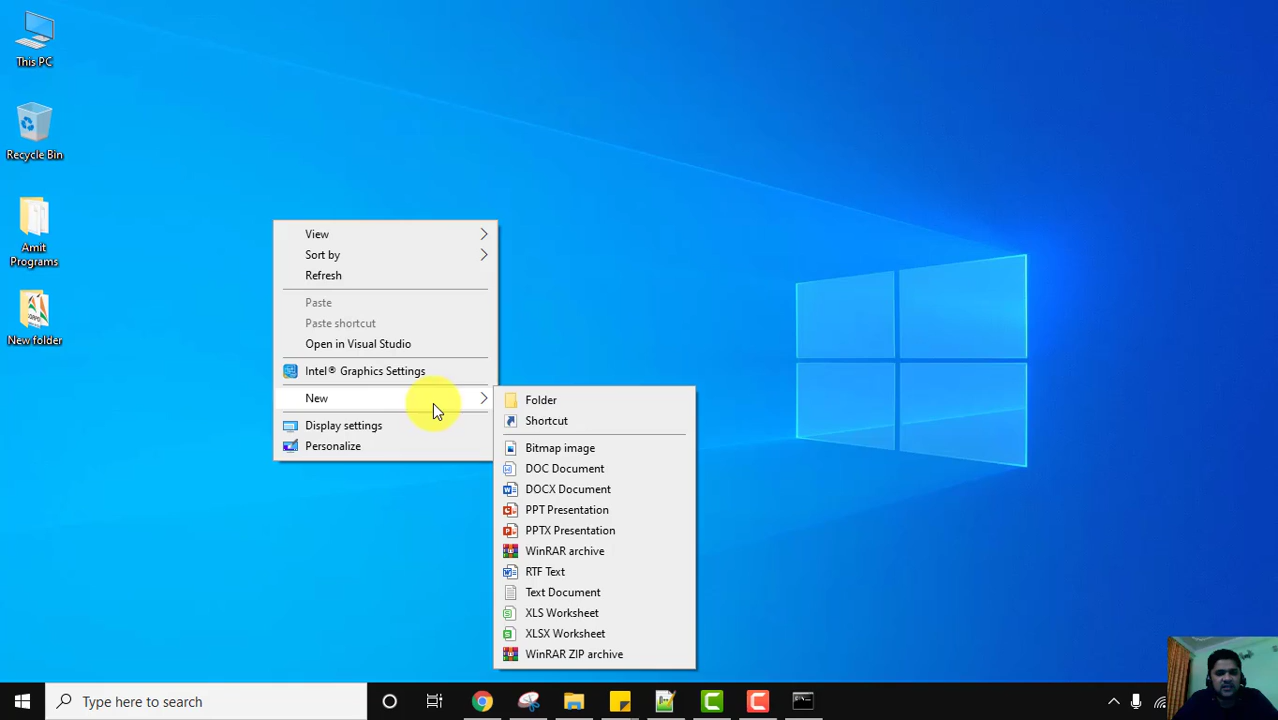 This PC
Recycle Bin
Amit
Programs
New folder
View
Sort by
Refresh
Paste
Paste shortcut
Open in Visual Studio
Intel® Graphics Settings
New
Display settings
Personalize
Folder
Shortcut
Bitmap image
DOC Document
DOCX Document
PPT Presentation
PPTX Presentation
WinRAR archive
RTF Text
Text Document
XLS Worksheet
XLSX Worksheet
WinRAR ZIP archive
Type here to search